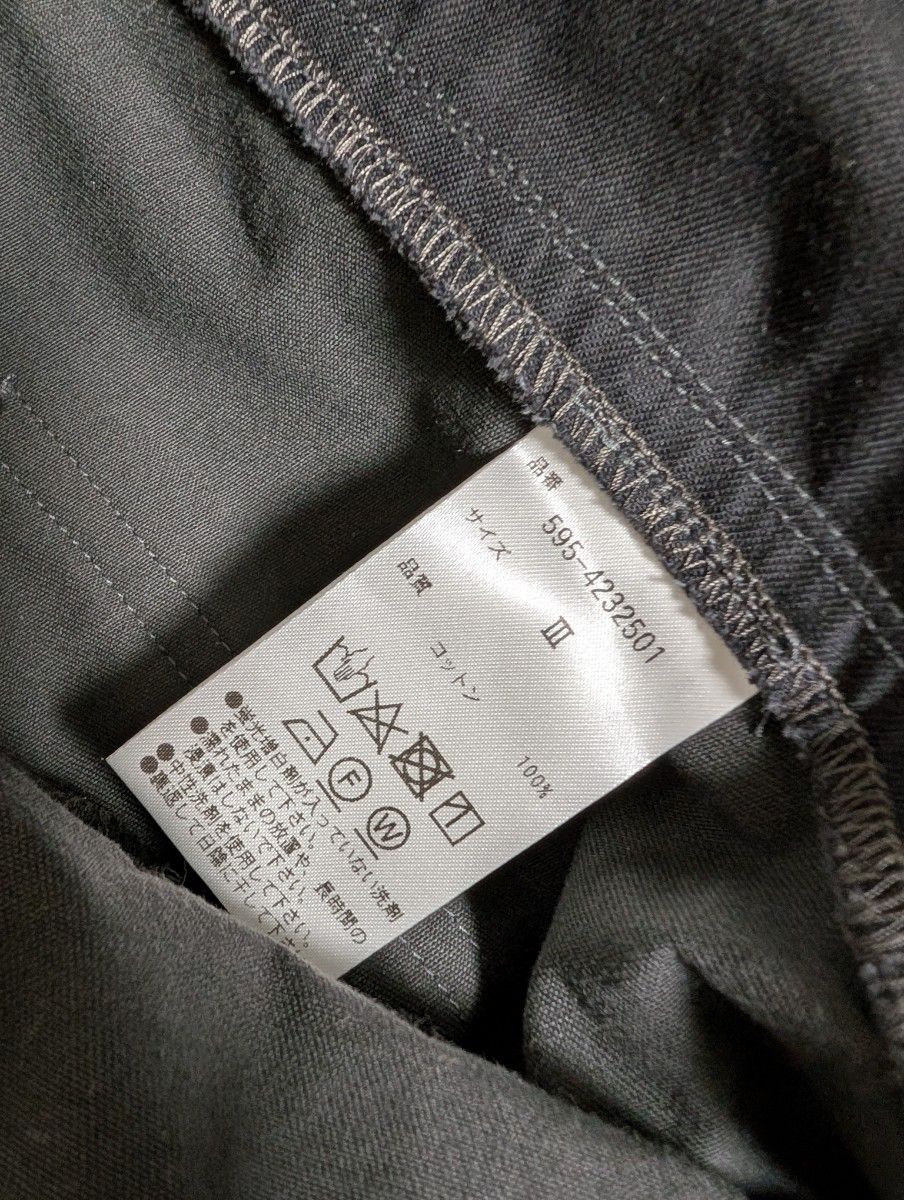 品番 595-4232501
サイズ III
品質 コットン 100%
F W
●蛍光増白剤が入っていない洗剤
を使用して下さい。
●濡れたままの放置や、長時間の
浸漬はしないで下さい。
●中性洗剤を使用して下さい。
●裏返して日陰に干して下さい